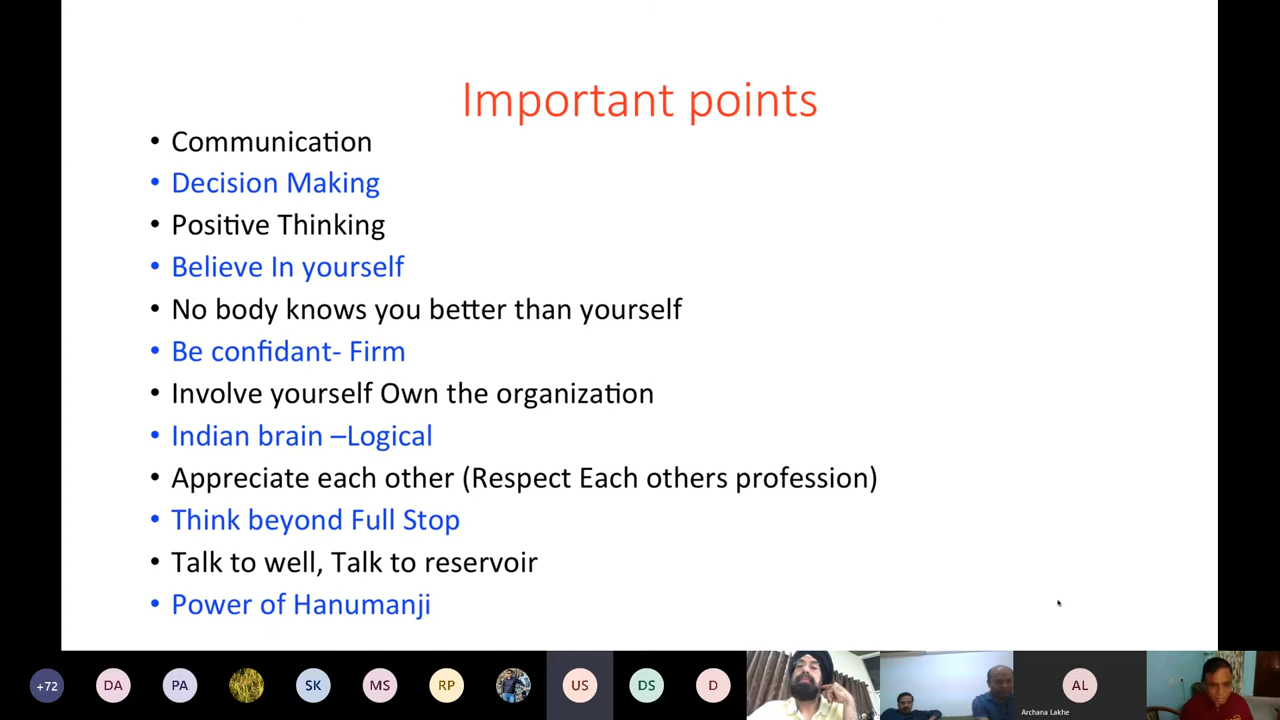 Important points
• Communication
• Decision Making
• Positive Thinking
• Believe In yourself
• No body knows you better than yourself
• Be confidant- Firm
• Involve yourself Own the organization
• Indian brain –Logical
• Appreciate each other (Respect Each others profession)
• Think beyond Full Stop
• Talk to well, Talk to reservoir
• Power of Hanumanji
+72 DA PA SK MS RP US DS D AL
Archana Lakhe